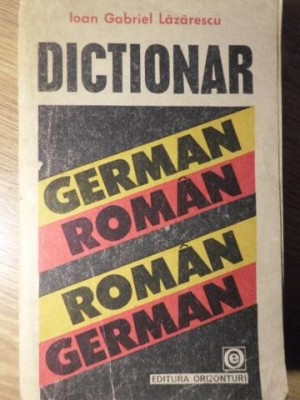 Ioan Gabriel Lăzărescu
DICTIONAR
GERMAN
ROMÂN
ROMÂN
GERMAN
e
EDITURA ORIZONTURI